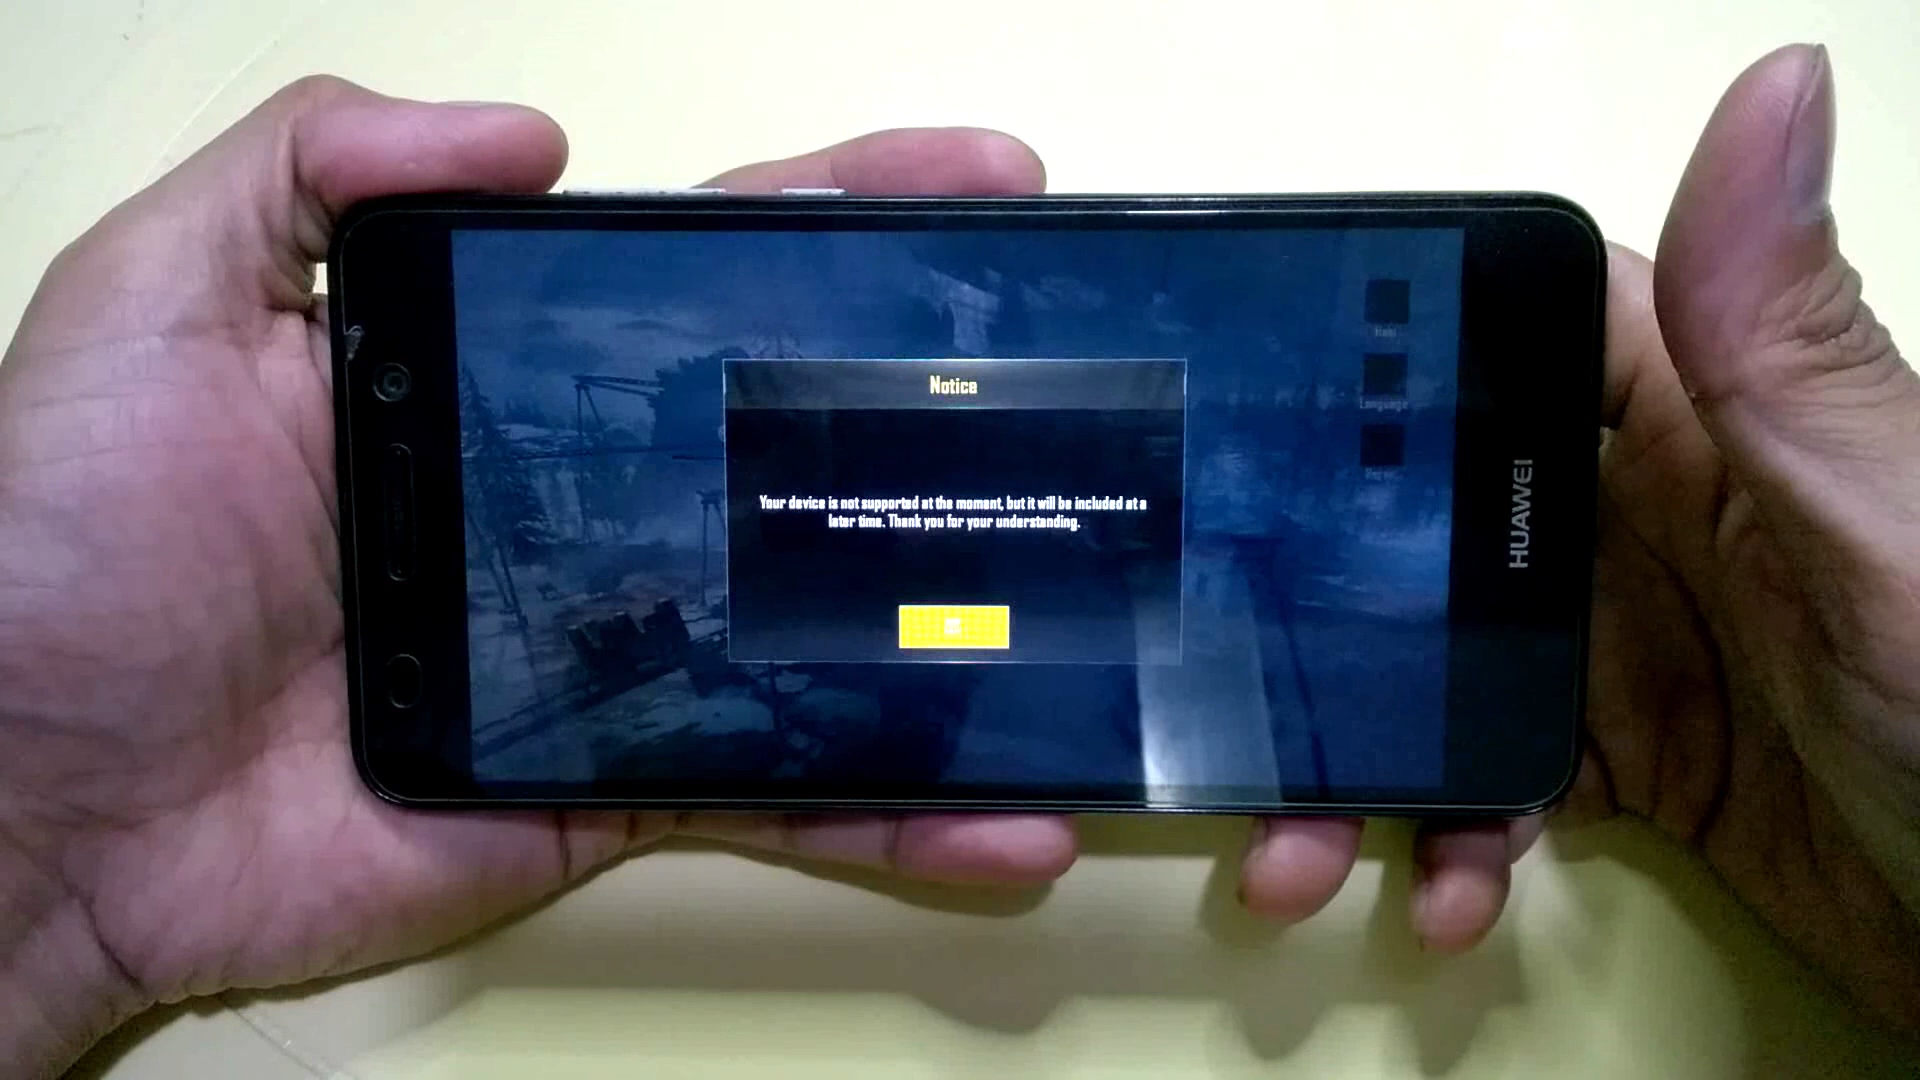 Notice
Your device is not supported at the moment, but it will be included at a
later time. Thank you for your understanding.
Language
HUAWEI